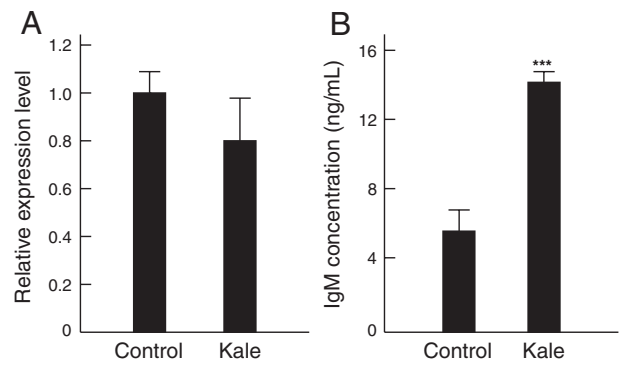 A
Relative expression level
1.2
1.0
0.8
0.6
0.4
0.2
0
Control Kale
B
IgM concentration (ng/mL)
16
12
8
4
0
***
Control Kale